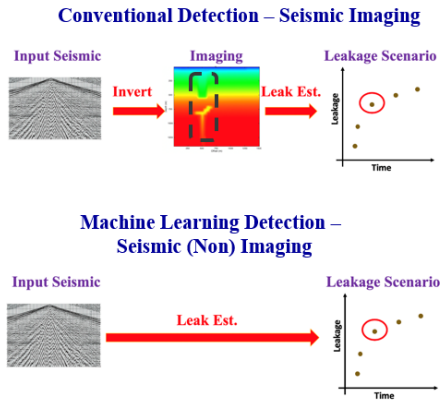 Conventional Detection – Seismic Imaging
Input Seismic
Imaging
Leakage Scenario
Invert
Leak Est.
Leakage
Time
Machine Learning Detection –
Seismic (Non) Imaging
Input Seismic
Leakage Scenario
Leak Est.
Leakage
Time